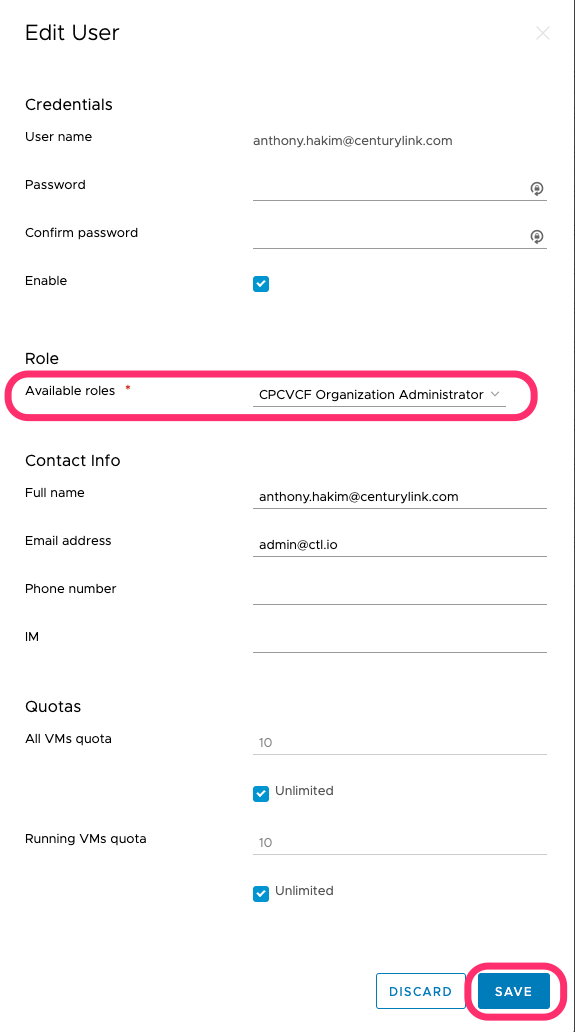 Edit User
Credentials
User name anthony.hakim@centurylink.com
Password
Confirm password
Enable
Role
Available roles * CPCVCF Organization Administrator
Contact Info
Full name anthony.hakim@centurylink.com
Email address admin@ctl.io
Phone number
IM
Quotas
All VMs quota 10
Unlimited
Running VMs quota 10
Unlimited
DISCARD SAVE